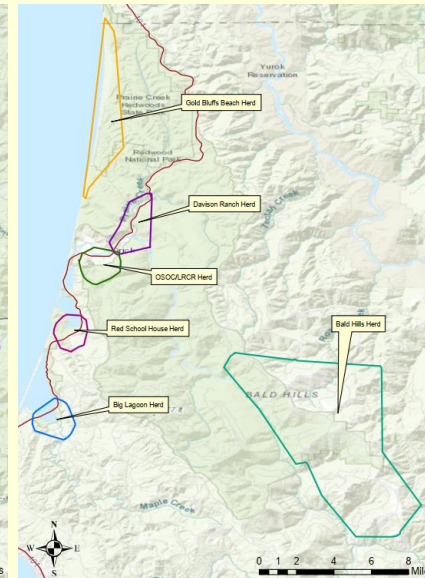 Yurok
Reservation
Prairie Creek
Redwoods
Gold Bluffs Beach Herd
Redwood
National Park
Davison Ranch Herd
OSOC/LRCR Herd
Red School House Herd
Bald Hills Herd
BALD HILLS
Big Lagoon Herd
Maple Creek
N
W E
S
0 1 2 4 6 8
Mile